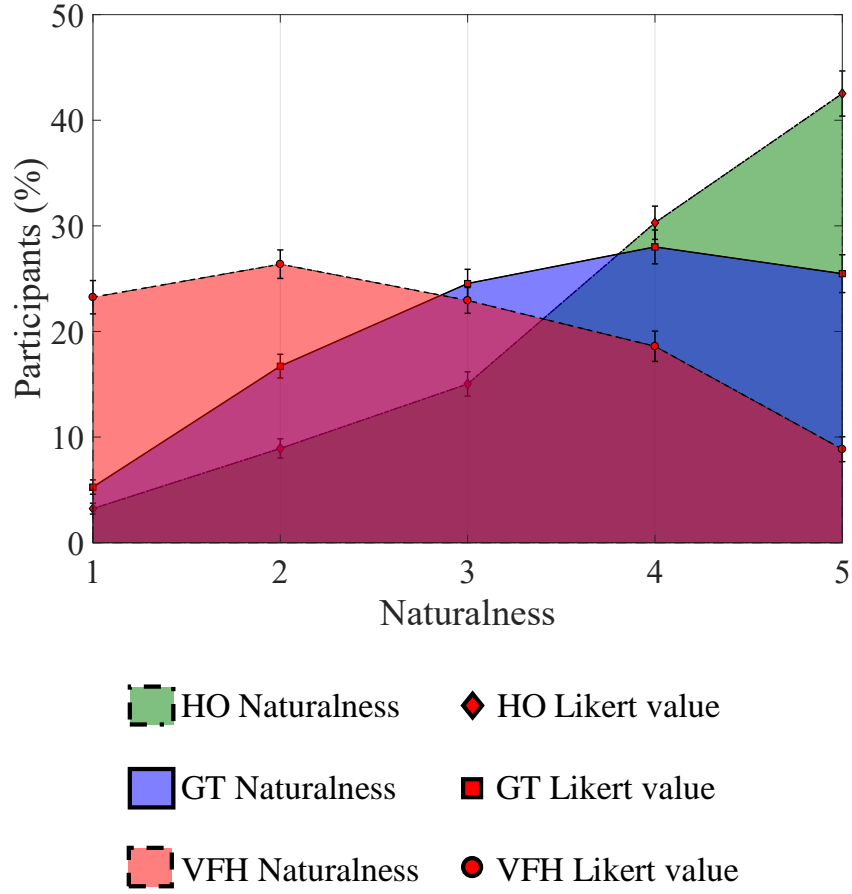 50
40
30
20
10
0
Participants (%)
1 2 3 4 5
Naturalness
HO Naturalness HO Likert value
GT Naturalness GT Likert value
VFH Naturalness VFH Likert value